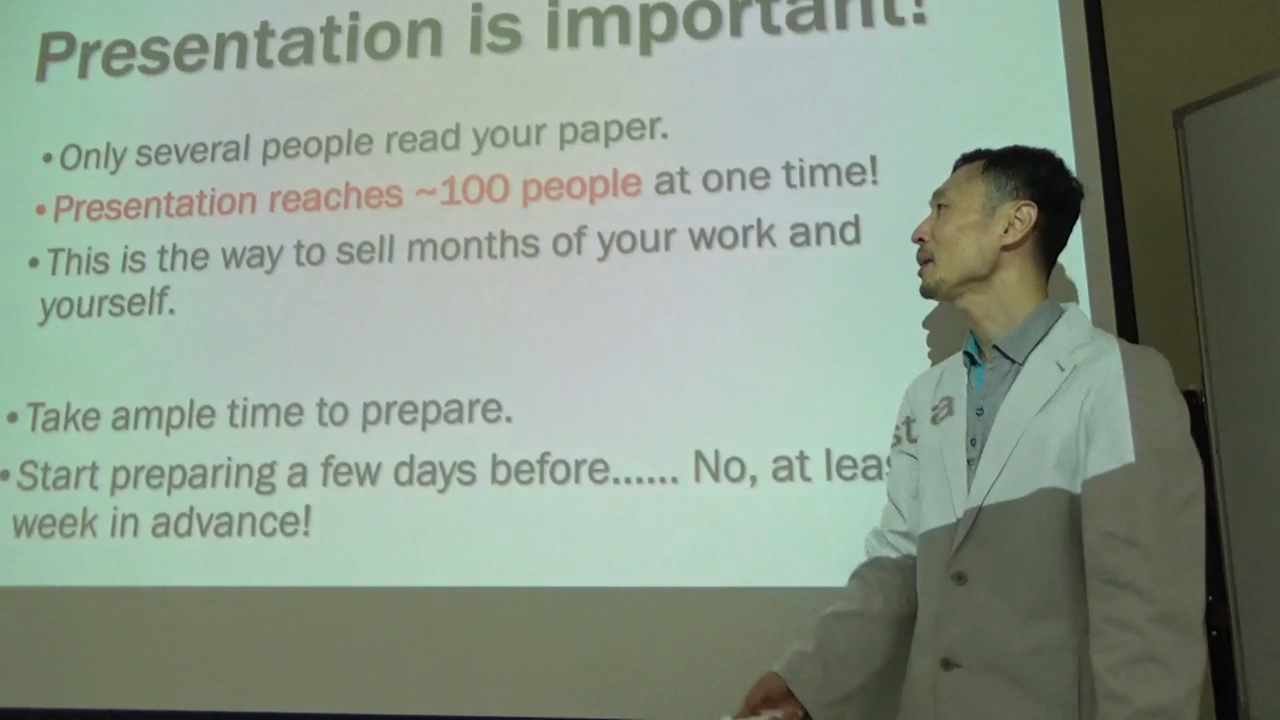 Presentation is important!
•Only several people read your paper.
•Presentation reaches ~100 people at one time!
•This is the way to sell months of your work and
yourself.
•Take ample time to prepare.
•Start preparing a few days before...... No, at least a
week in advance!